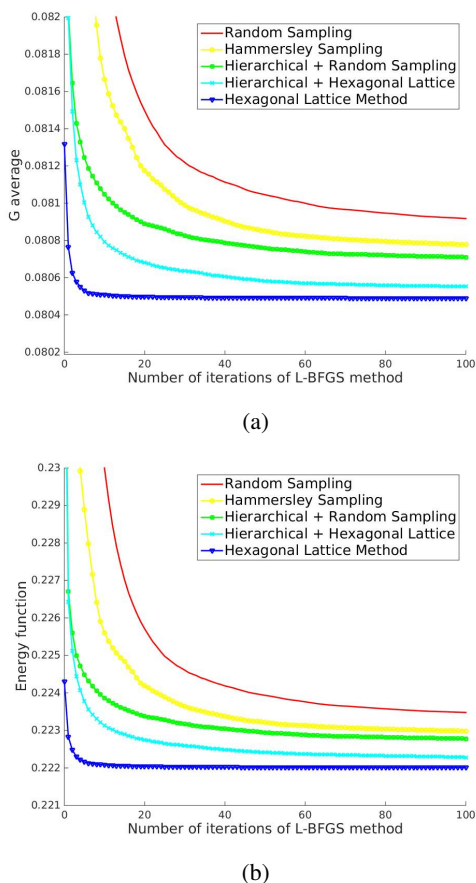 0.082
0.0818
0.0816
0.0814
0.0812
0.081
0.0808
0.0806
0.0804
0.0802
G average
Random Sampling
Hammersley Sampling
Hierarchical + Random Sampling
Hierarchical + Hexagonal Lattice
Hexagonal Lattice Method
0 20 40 60 80 100
Number of iterations of L-BFGS method
(a)
0.23
0.229
0.228
0.227
0.226
0.225
0.224
0.223
0.222
0.221
Energy function
Random Sampling
Hammersley Sampling
Hierarchical + Random Sampling
Hierarchical + Hexagonal Lattice
Hexagonal Lattice Method
0 20 40 60 80 100
Number of iterations of L-BFGS method
(b)